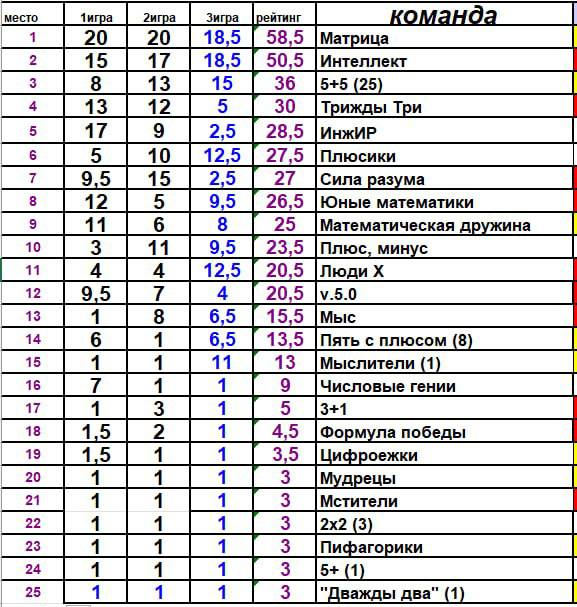 место 1игра 2игра 3игра рейтинг команда
1 20 20 18,5 58,5 Матрица
2 15 17 18,5 50,5 Интеллект
3 8 13 15 36 5+5 (25)
4 13 12 5 30 Трижды Три
5 17 9 2,5 28,5 ИнжИР
6 5 10 12,5 27,5 Плюсики
7 9,5 15 2,5 27 Сила разума
8 12 5 9,5 26,5 Юные математики
9 11 6 8 25 Математическая дружина
10 3 11 9,5 23,5 Плюс, минус
11 4 4 12,5 20,5 Люди X
12 9,5 7 4 20,5 v.5.0
13 1 8 6,5 15,5 Мыс
14 6 1 6,5 13,5 Пять с плюсом (8)
15 1 1 11 13 Мыслители (1)
16 7 1 1 9 Числовые гении
17 1 3 1 5 3+1
18 1,5 2 1 4,5 Формула победы
19 1,5 1 1 3,5 Цифроежки
20 1 1 1 3 Мудрецы
21 1 1 1 3 Мстители
22 1 1 1 3 2x2 (3)
23 1 1 1 3 Пифагорики
24 1 1 1 3 5+ (1)
25 1 1 1 3 "Дважды два" (1)